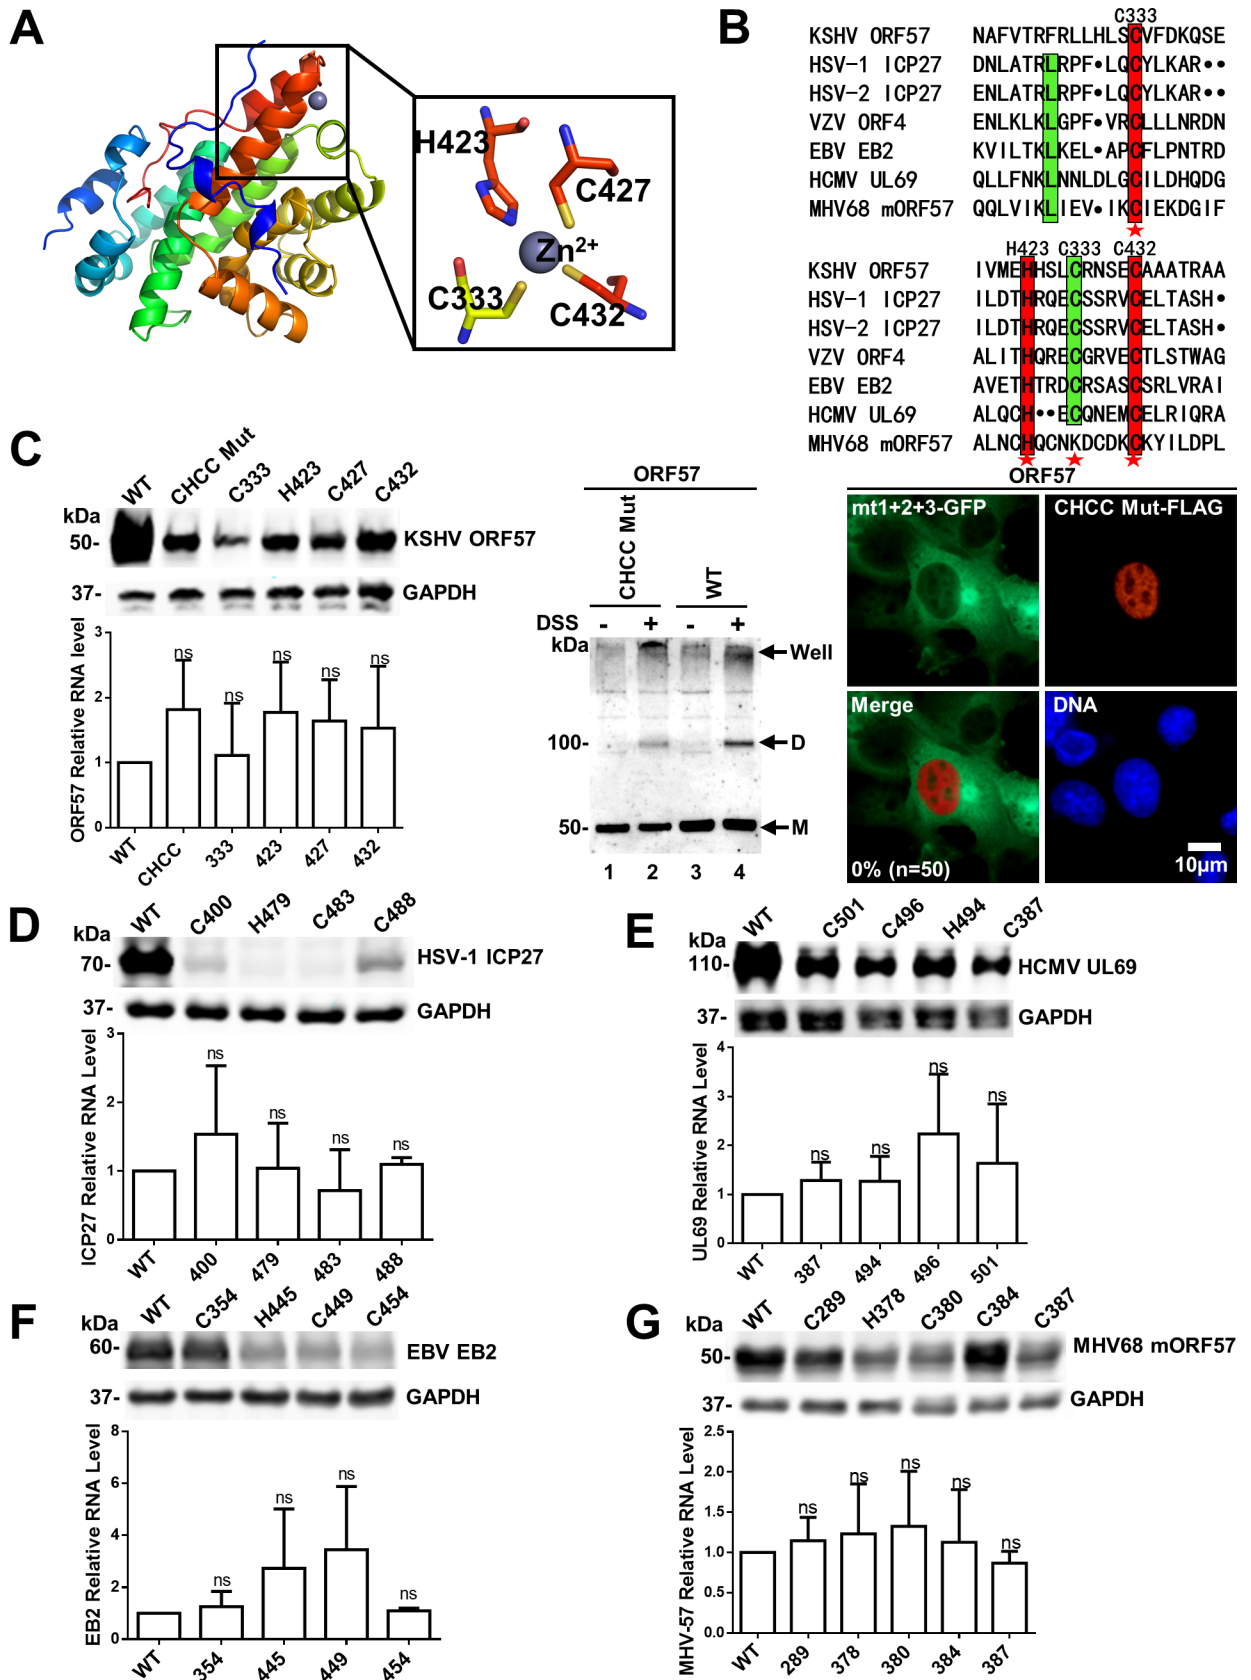 A
H423
C427
Zn2+
C333
C432
B
C333
KSHV ORF57 NAFVTRFRLLHLSCVFDKQSE
HSV-1 ICP27 DNLATRLRPF•LQCYLKAR••
HSV-2 ICP27 ENLATRLRPF•LQCYLKAR••
VZV ORF4 ENLKLKLGPF•VRCLLLNRDN
EBV EB2 KVILTKLKEL•APCFLPNTRD
HCMV UL69 QLLFNKLNNLDLGCILDHQDG
MHV68 mORF57 QQLVIKLIEV•IKCIEKDGIF
H423 C333 C432
KSHV ORF57 IVMEHHSLCRNSECAAATRAA
HSV-1 ICP27 ILDTHRQECSSRVCELTASH•
HSV-2 ICP27 ILDTHRQECSSRVCELTASH•
VZV ORF4 ALITHQRECGRVECTLSTWAG
EBV EB2 AVETHTRDCRSASCSRLVRAI
HCMV UL69 ALQCH••ECQNEMCELRIQRA
MHV68 mORF57 ALNCHQCNKDCDKCKYILDPL
C
WT CHCC Mut C333 H423 C427 C432
kDa
50- KSHV ORF57
37- GAPDH
ORF57 Relative RNA level
3
2
1
0
ns ns ns ns ns
WT CHCC 333 423 427 432
ORF57
CHCC Mut WT
DSS - + - +
kDa
Well
100- D
50- M
1 2 3 4
ORF57
mt1+2+3-GFP CHCC Mut-FLAG
Merge DNA
0% (n=50) 10μm
D
WT C400 H479 C483 C488
kDa
70- HSV-1 ICP27
37- GAPDH
ICP27 Relative RNA Level
3
2
1
0
ns ns ns ns
WT 400 479 483 488
E
WT C501 C496 H494 C387
kDa
110- HCMV UL69
37- GAPDH
UL69 Relative RNA Level
4
3
2
1
0
ns ns ns ns
WT 387 494 496 501
F
WT C354 H445 C449 C454
kDa
60- EBV EB2
37- GAPDH
EB2 Relative RNA Level
8
6
4
2
0
ns ns ns ns
WT 354 445 449 454
G
WT C289 H378 C380 C384 C387
kDa
50- MHV68 mORF57
37- GAPDH
MHV-57 Relative RNA Level
2.5
2.0
1.5
1.0
0.5
0.0
ns ns ns ns ns
WT 289 378 380 384 387